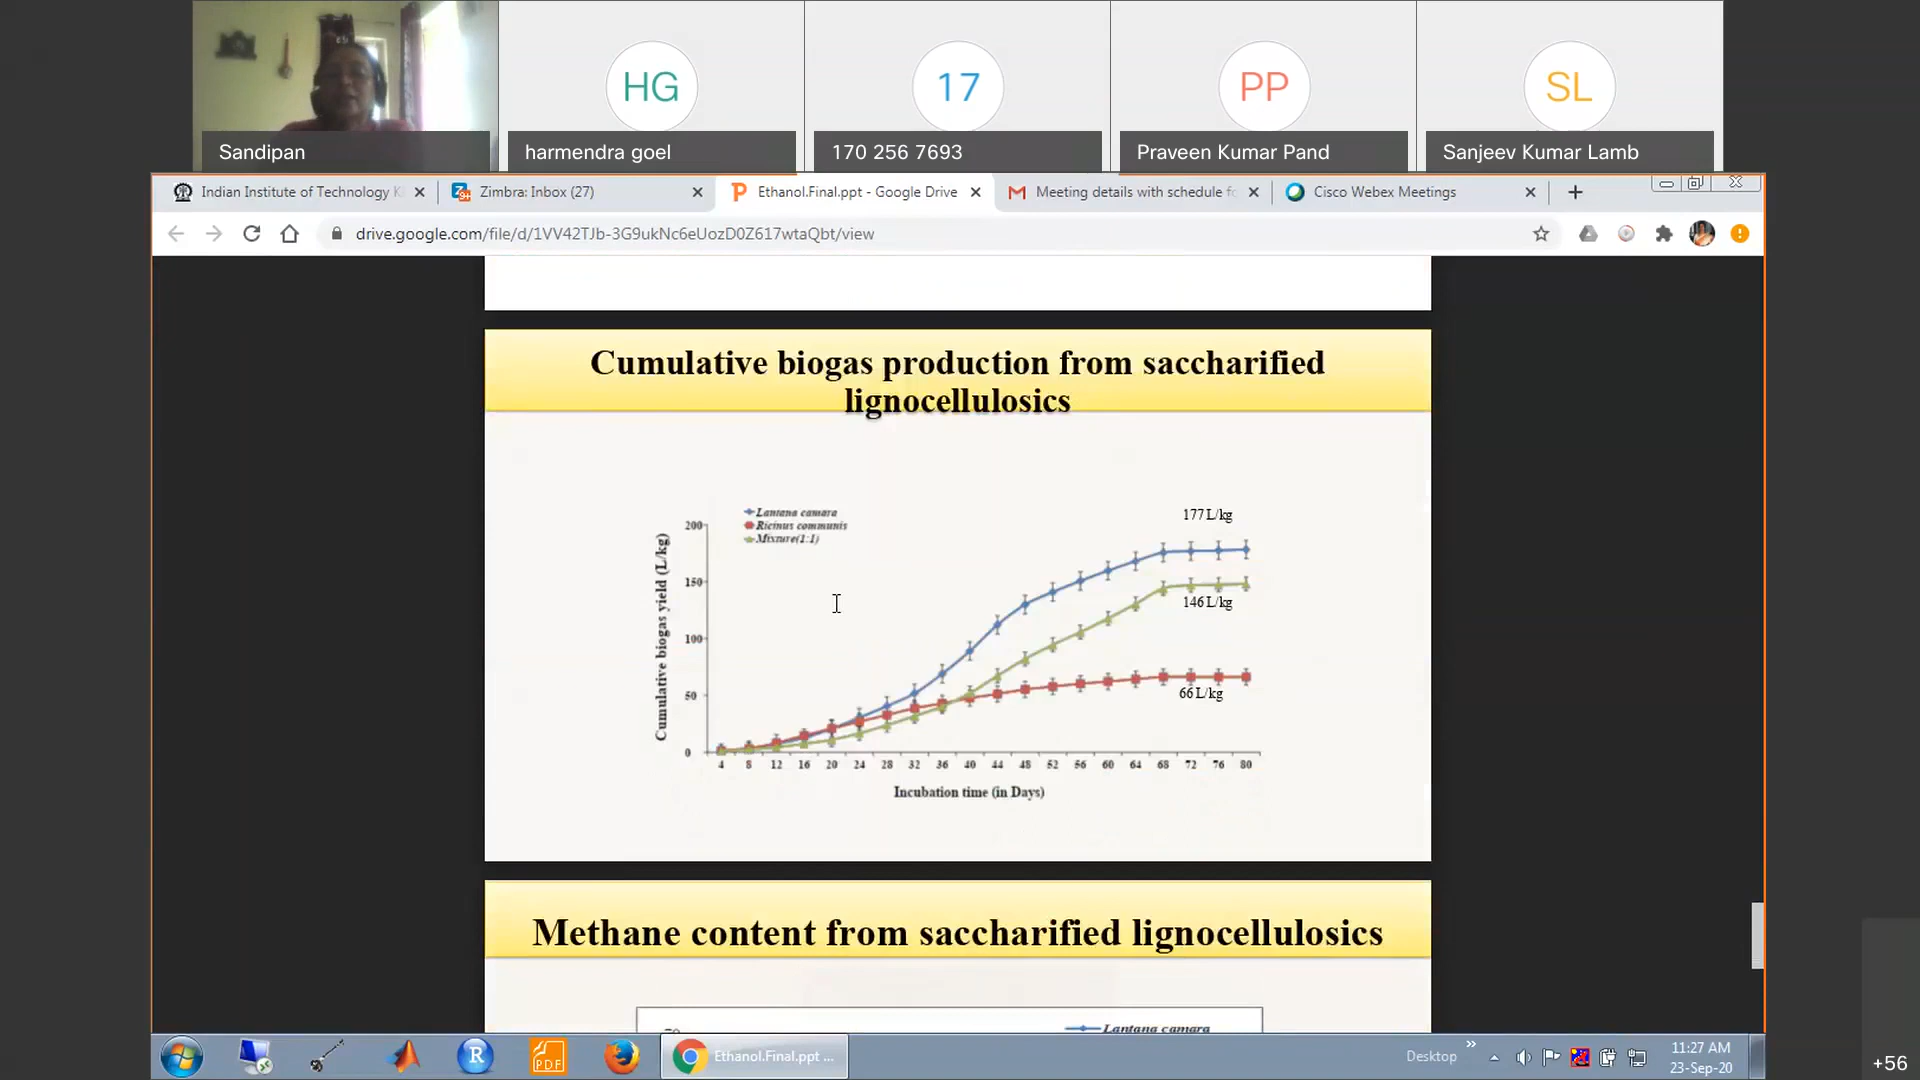 HG
17
PP
SL
Sandipan
harmendra goel
170 256 7693
Praveen Kumar Pand
Sanjeev Kumar Lamb
Indian Institute of Technology K
Zimbra: Inbox (27)
Ethanol.Final.ppt - Google Drive
Meeting details with schedule fo
Cisco Webex Meetings
drive.google.com/file/d/1VV42TJb-3G9ukNc6eUozD0Z617wtaQbt/view
Cumulative biogas production from saccharified
lignocellulosics
Lantana camara
Ricinus communis
Mixture(1:1)
Cumulative biogas yield (L/kg)
200
150
100
50
0
177 L/kg
146 L/kg
66 L/kg
4 8 12 16 20 24 28 32 36 40 44 48 52 56 60 64 68 72 76 80
Incubation time (in Days)
Methane content from saccharified lignocellulosics
Lantana camara
R
PDF
Ethanol.Final.ppt ...
Desktop
11:27 AM
23-Sep-20
+56